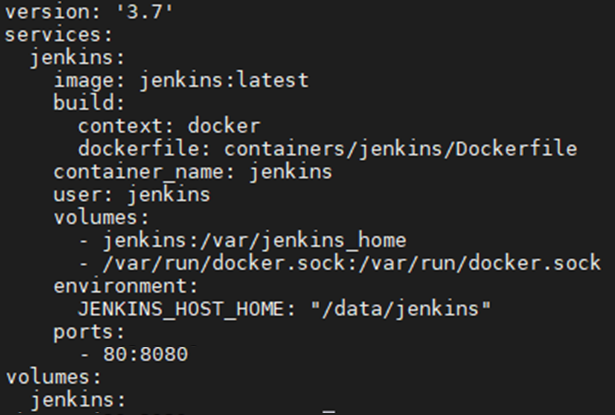 version: '3.7'
services:
  jenkins:
    image: jenkins:latest
    build:
      context: docker
      dockerfile: containers/jenkins/Dockerfile
    container_name: jenkins
    user: jenkins
    volumes:
      - jenkins:/var/jenkins_home
      - /var/run/docker.sock:/var/run/docker.sock
    environment:
      JENKINS_HOST_HOME: "/data/jenkins"
    ports:
      - 80:8080
volumes:
  jenkins: